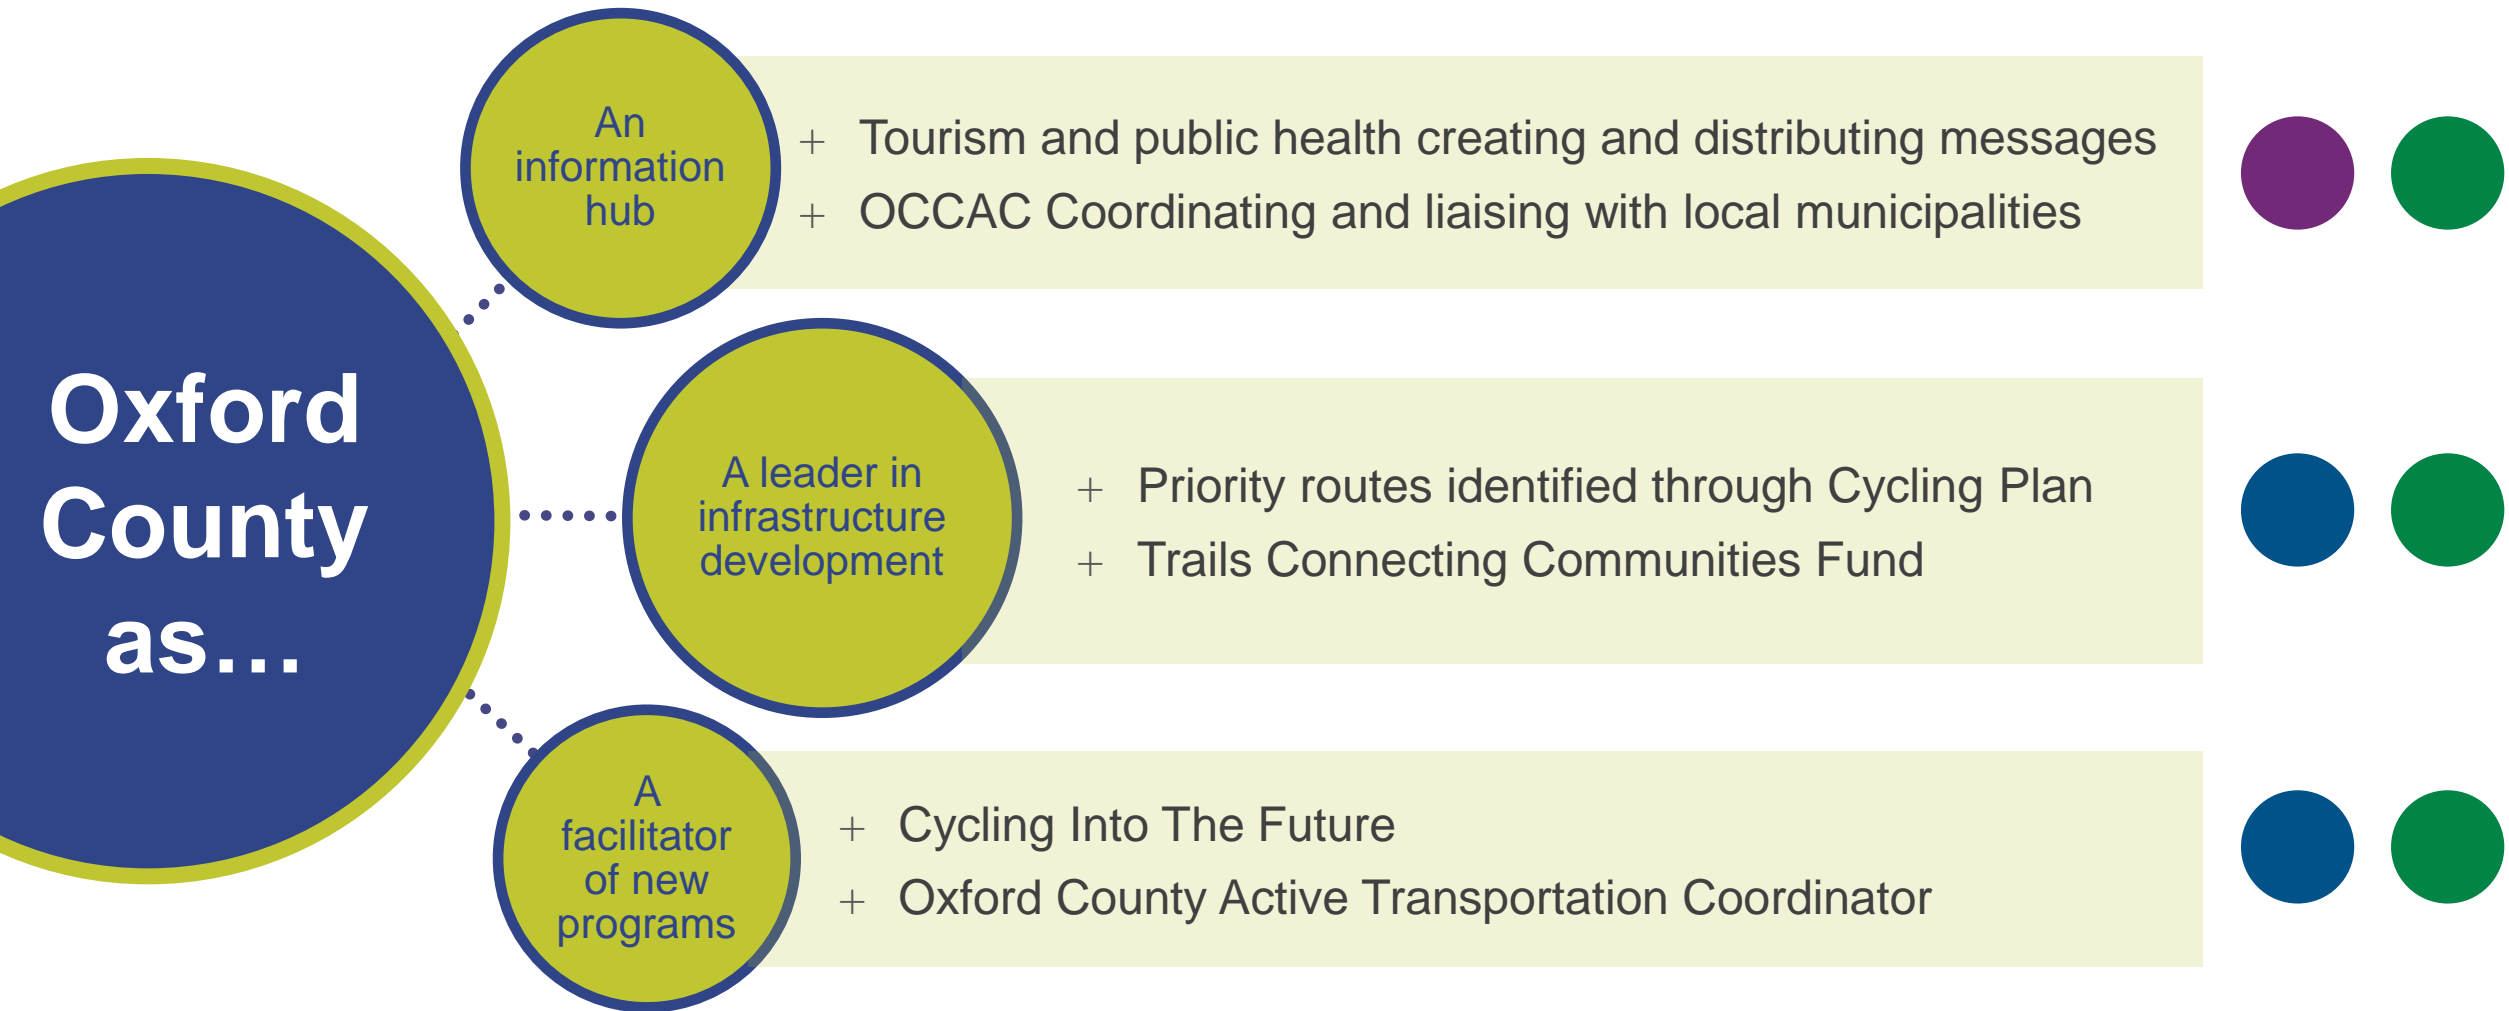 Oxford
County
as…
An
information
hub
+ Tourism and public health creating and distributing messages
+ OCCAC Coordinating and liaising with local municipalities
A leader in
infrastructure
development
+ Priority routes identified through Cycling Plan
+ Trails Connecting Communities Fund
A
facilitator
of new
programs
+ Cycling Into The Future
+ Oxford County Active Transportation Coordinator